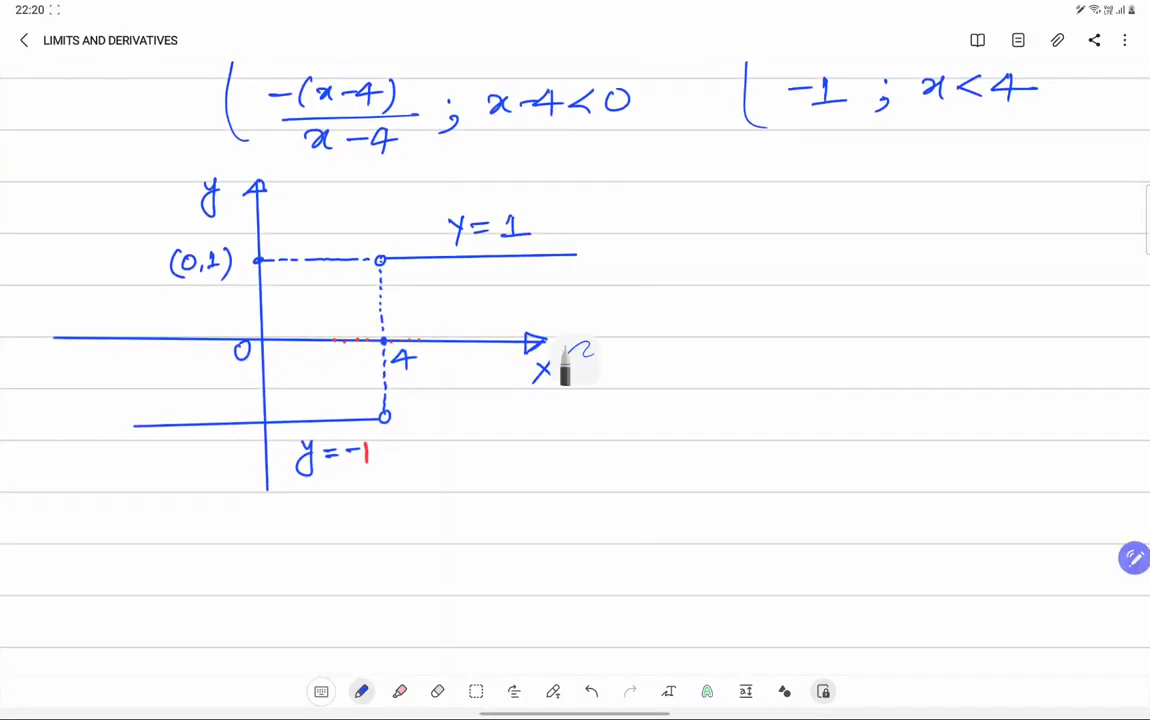 22:20
LIMITS AND DERIVATIVES
-(x-4) / x-4 ; x-4<0
-1 ; x<4
y
y = 1
(0,1)
0
4
X
y = -1